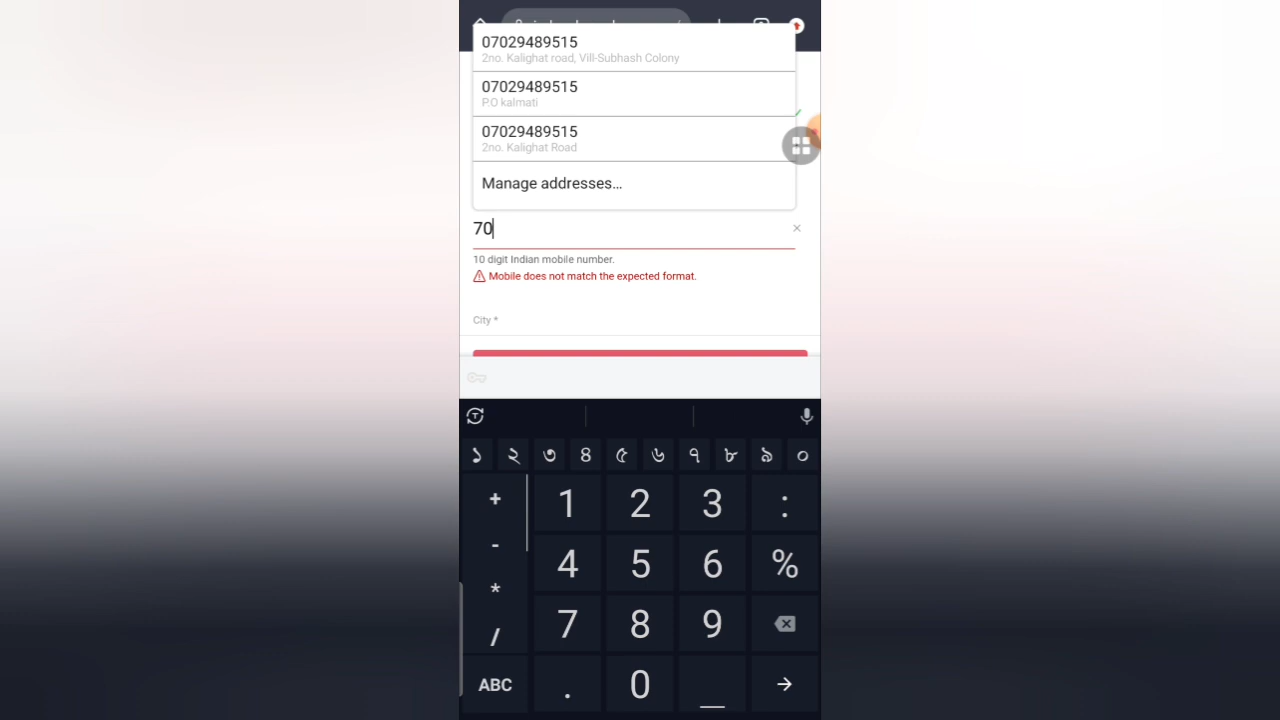 07029489515
2no. Kalighat road, Vill-Subhash Colony
07029489515
P.O kalmati
07029489515
2no. Kalighat Road
Manage addresses...
70
10 digit Indian mobile number.
Mobile does not match the expected format.
City *
১ ২ ৩ ৪ ৫ ৬ ৭ ৮ ৯ ০
+ 1 2 3 :
- 4 5 6 %
*
/ 7 8 9
ABC . 0 _